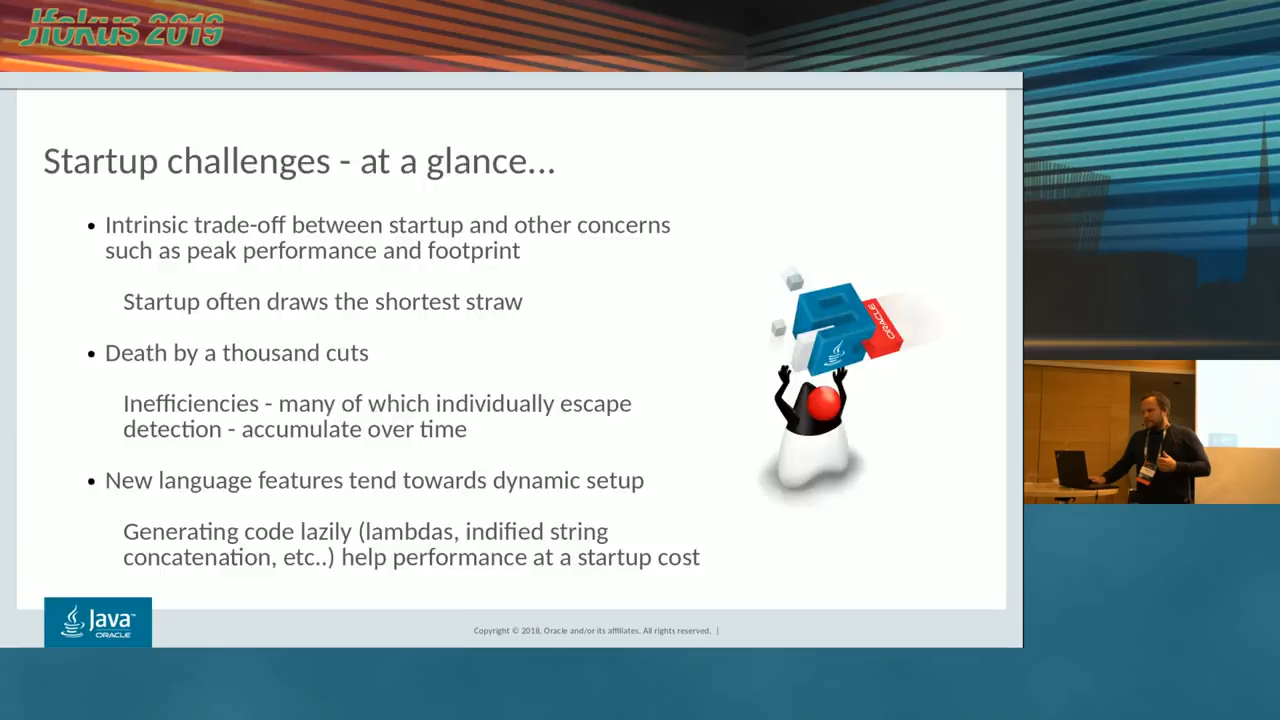 Jfokus 2019
Startup challenges - at a glance...
• Intrinsic trade-off between startup and other concerns
such as peak performance and footprint
Startup often draws the shortest straw
• Death by a thousand cuts
Inefficiencies - many of which individually escape
detection - accumulate over time
• New language features tend towards dynamic setup
Generating code lazily (lambdas, indified string
concatenation, etc..) help performance at a startup cost
ORACLE
Java™
ORACLE
Copyright © 2018, Oracle and/or its affiliates. All rights reserved. |